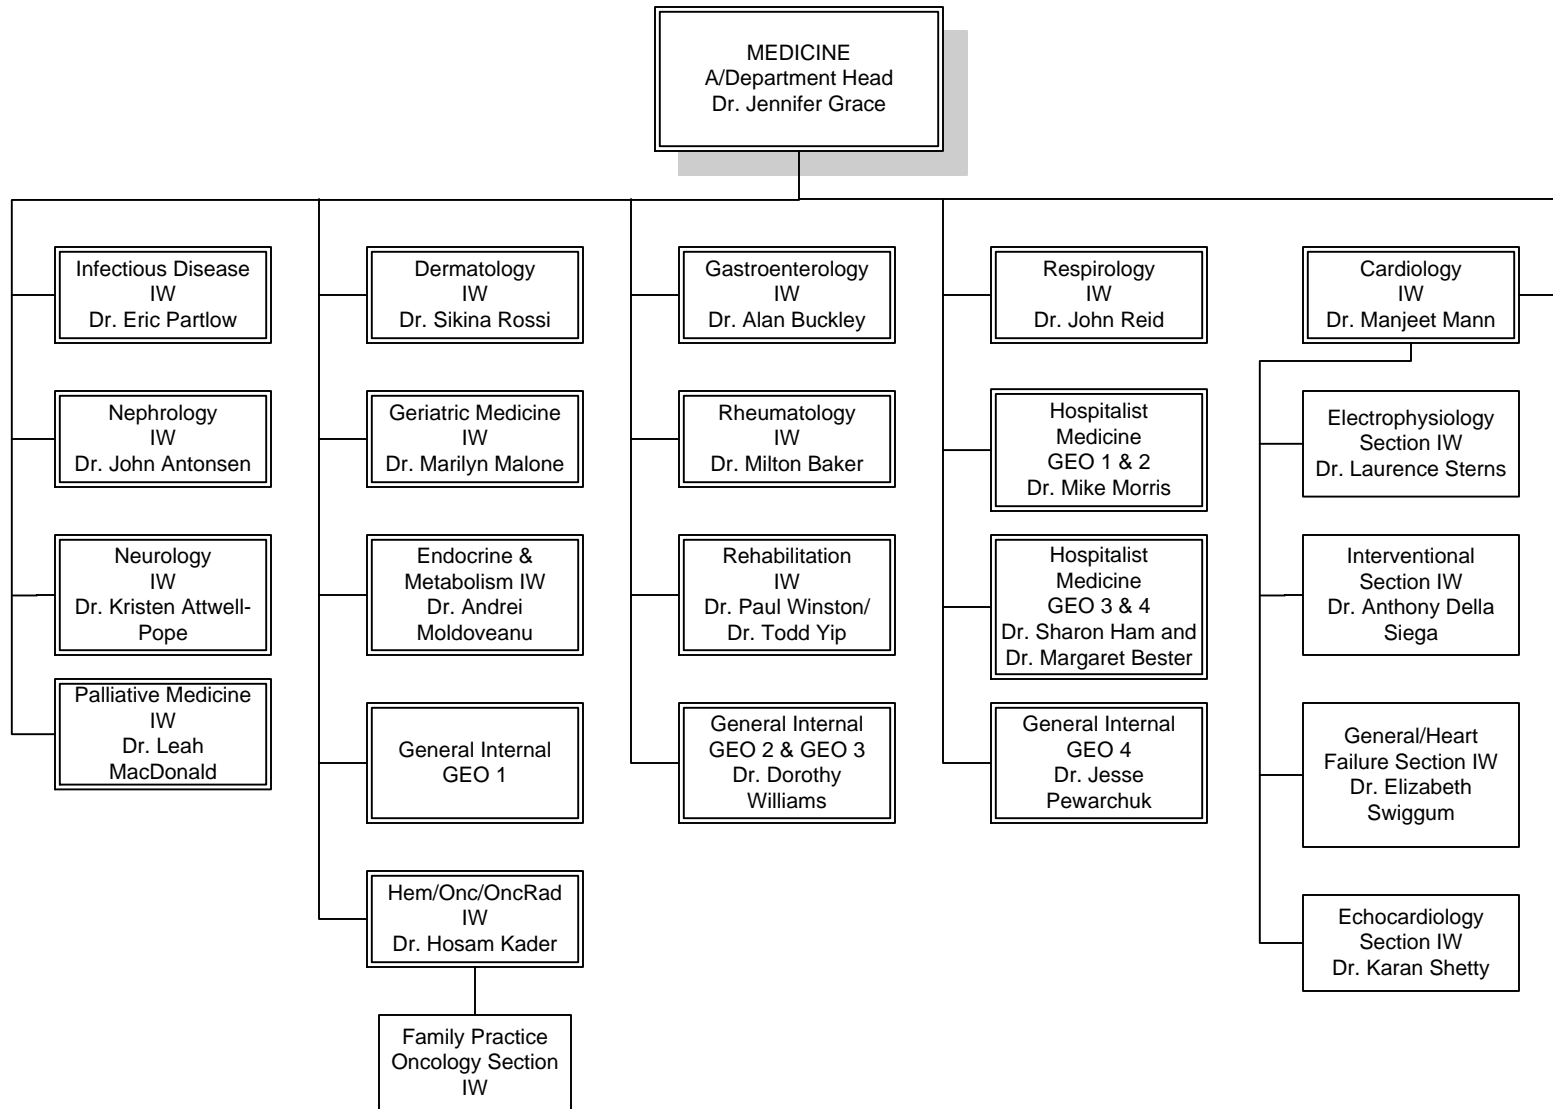 MEDICINE
A/Department Head
Dr. Jennifer Grace
Infectious Disease
IW
Dr. Eric Partlow
Dermatology
IW
Dr. Sikina Rossi
Gastroenterology
IW
Dr. Alan Buckley
Respirology
IW
Dr. John Reid
Cardiology
IW
Dr. Manjeet Mann
Nephrology
IW
Dr. John Antonsen
Geriatric Medicine
IW
Dr. Marilyn Malone
Rheumatology
IW
Dr. Milton Baker
Hospitalist
Medicine
GEO 1 & 2
Dr. Mike Morris
Electrophysiology
Section IW
Dr. Laurence Sterns
Neurology
IW
Dr. Kristen Attwell-
Pope
Endocrine &
Metabolism IW
Dr. Andrei
Moldoveanu
Rehabilitation
IW
Dr. Paul Winston/
Dr. Todd Yip
Hospitalist
Medicine
GEO 3 & 4
Dr. Sharon Ham and
Dr. Margaret Bester
Interventional
Section IW
Dr. Anthony Della
Siega
Palliative Medicine
IW
Dr. Leah
MacDonald
General Internal
GEO 1
General Internal
GEO 2 & GEO 3
Dr. Dorothy
Williams
General Internal
GEO 4
Dr. Jesse
Pewarchuk
General/Heart
Failure Section IW
Dr. Elizabeth
Swiggum
Hem/Onc/OncRad
IW
Dr. Hosam Kader
Echocardiology
Section IW
Dr. Karan Shetty
Family Practice
Oncology Section
IW